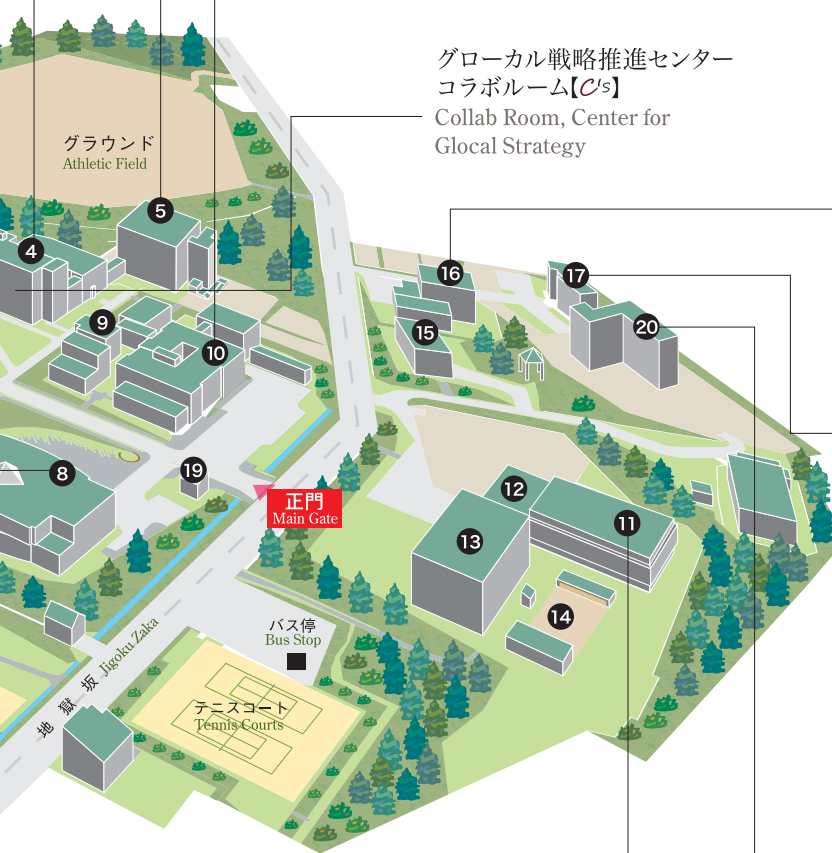 グローカル戦略推進センター
コラボルーム【C's】
Collab Room, Center for
Glocal Strategy
グラウンド
Athletic Field
5
4
16
17
9
20
15
10
8
19
12
正門
Main Gate
11
13
14
バス停
Bus Stop
地獄坂 Jigoku Zaka
テニスコート
Tennis Courts